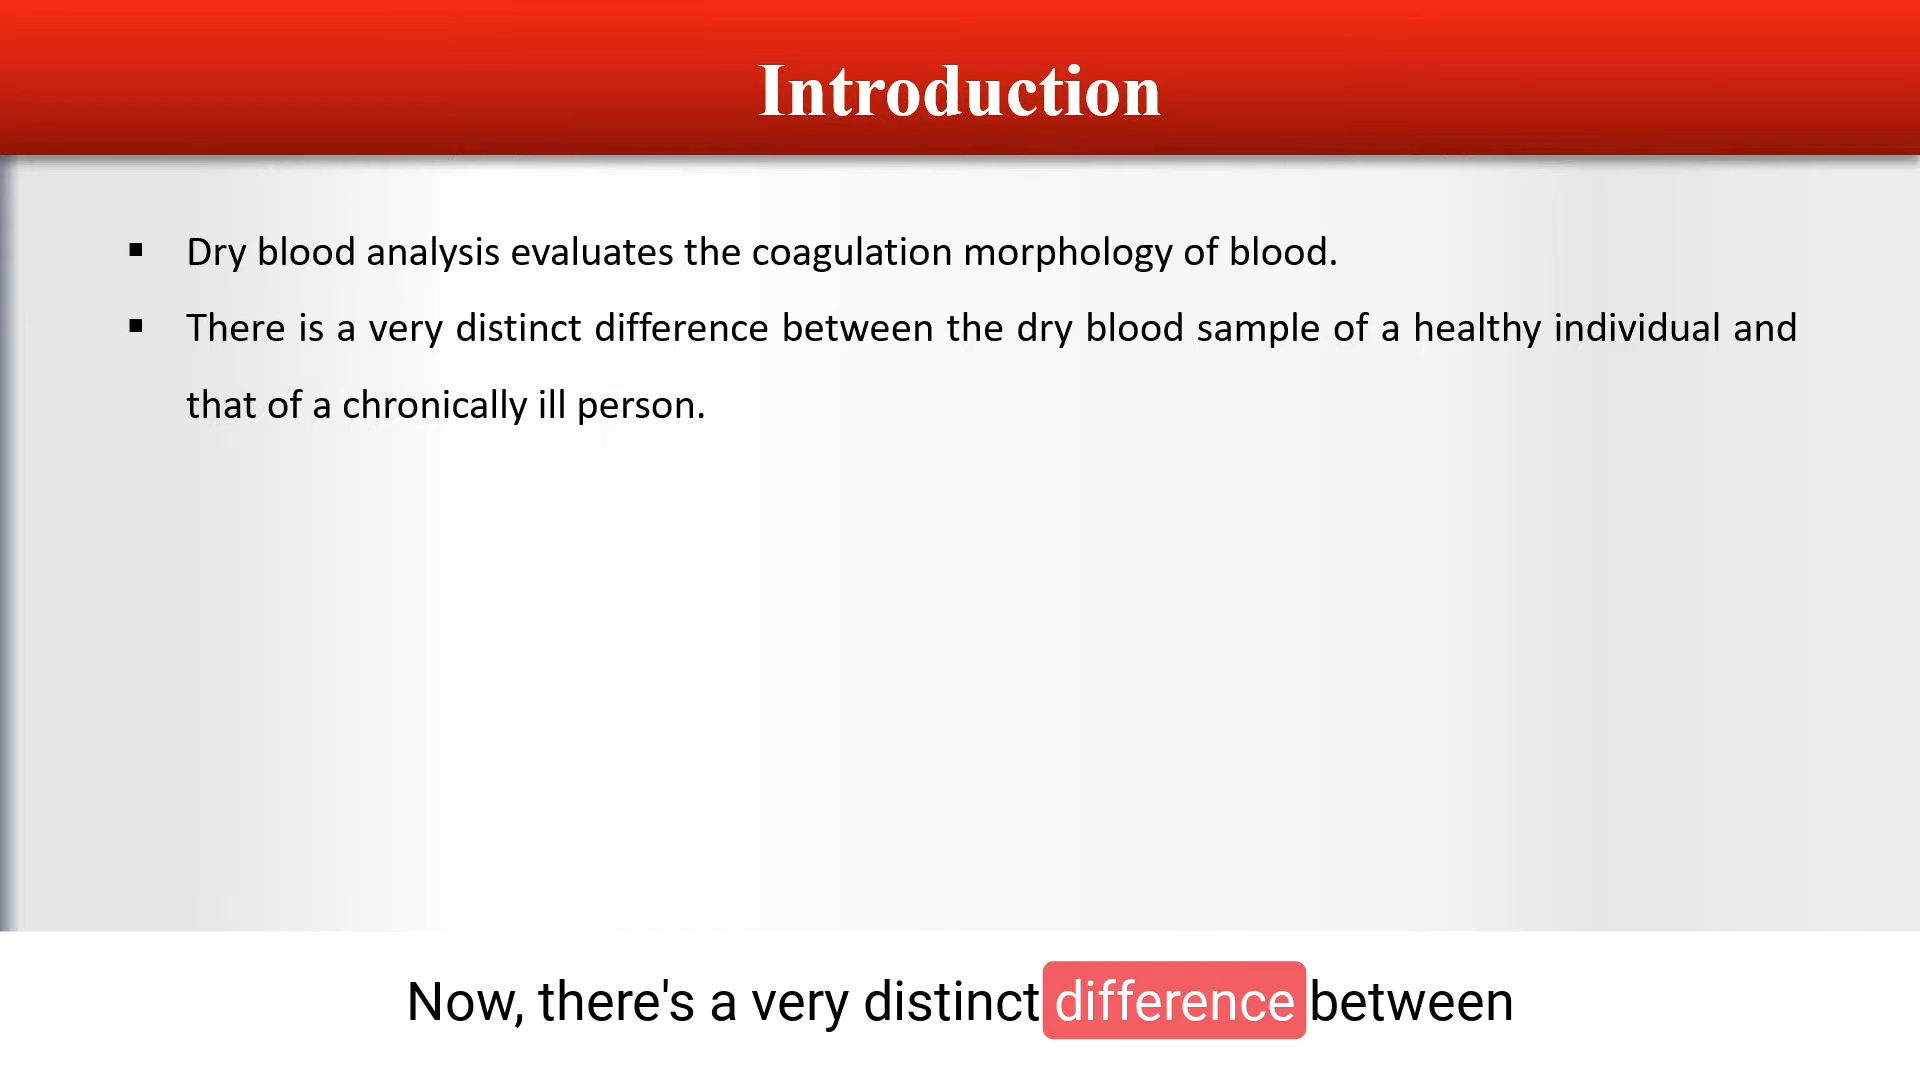 Introduction
▪ Dry blood analysis evaluates the coagulation morphology of blood.
▪ There is a very distinct difference between the dry blood sample of a healthy individual and
that of a chronically ill person.
Now, there's a very distinct difference between